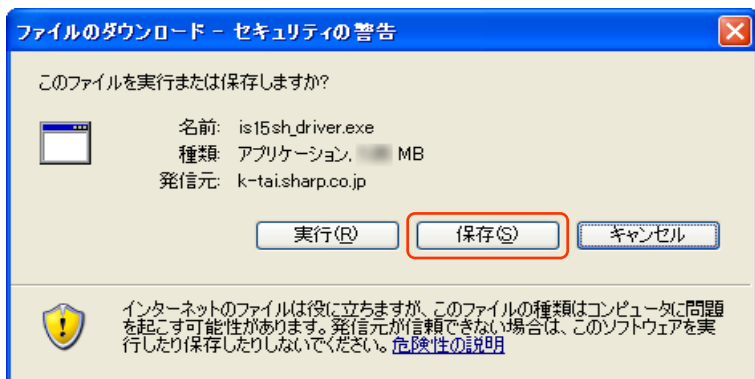 ファイルのダウンロード - セキュリティの警告
このファイルを実行または保存しますか?
名前: is15sh_driver.exe
種類: アプリケーション, MB
発信元: k-tai.sharp.co.jp
実行(R) 保存(S) キャンセル
インターネットのファイルは役に立ちますが、このファイルの種類はコンピュータに問題
を起こす可能性があります。発信元が信頼できない場合は、このソフトウェアを実
行したり保存したりしないでください。危険性の説明